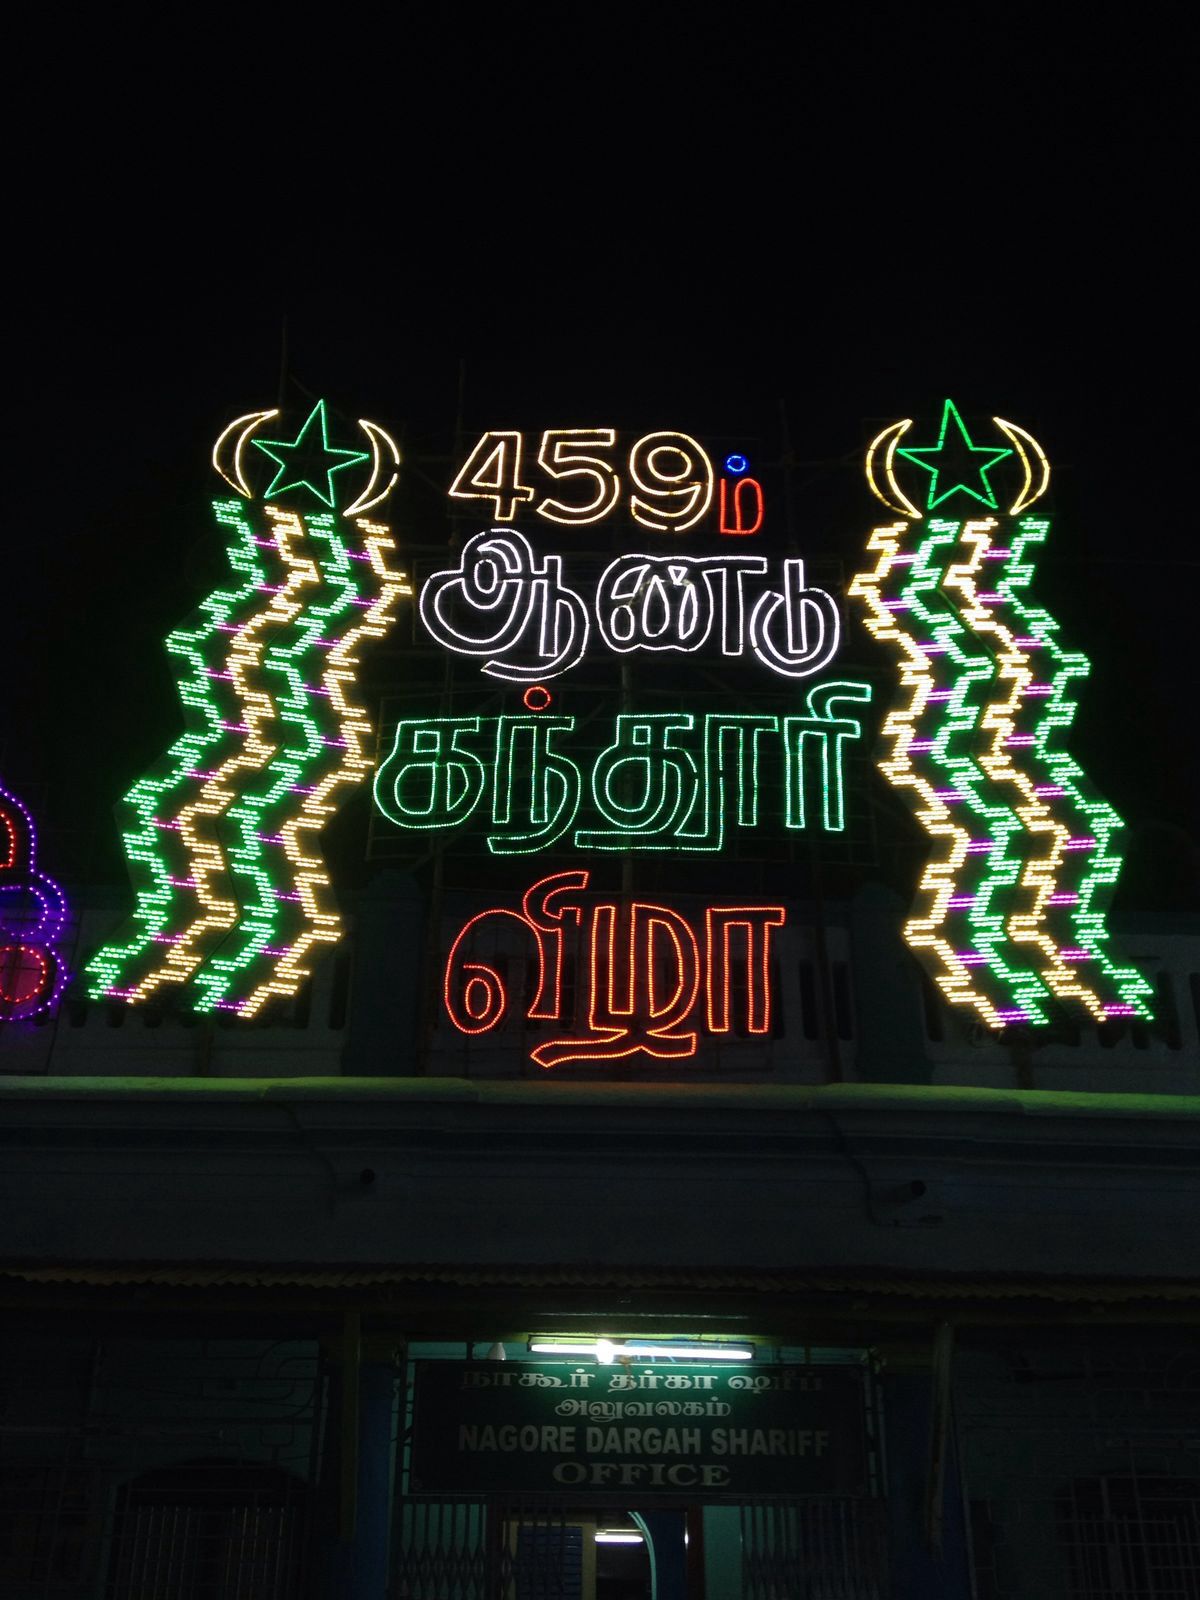 459ம்
ஆண்டு
கந்தூரி
விழா
நாகூர் தர்கா ஷரீப்
அலுவலகம்
NAGORE DARGAH SHARIFF
OFFICE